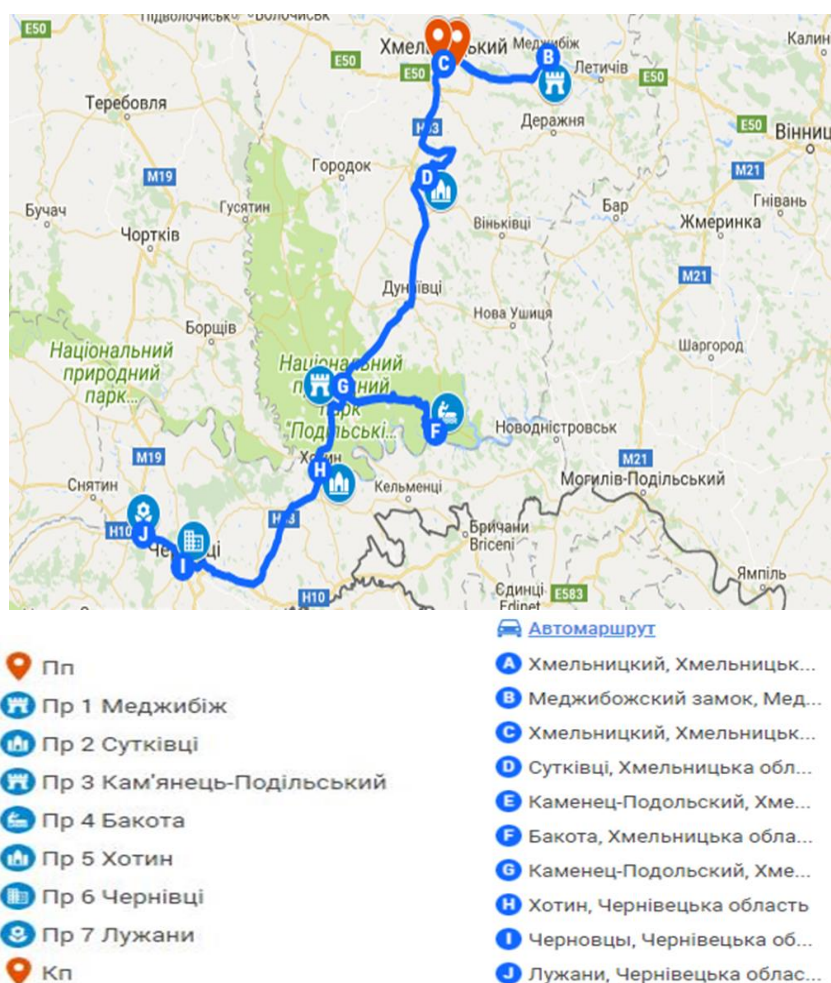 Підволочиськ
Волочиськ
E50
Хмельницький
Меджибіж
Калин
E50
E50
Летичів
E50
Теребовля
Деражня
E50
Вінниц
H03
Городок
M19
M21
Гнівань
Бучач
Гусятин
Бар
Чортків
Віньківці
Жмеринка
M21
Дунаївці
Нова Ушиця
Борщів
Шаргород
Національний
природний
парк...
Національний
парк
"Подільські...
Новодністровськ
M19
Хотин
M21
Снятин
Кельменці
Могилів-Подільський
H03
H10
Бричани
Briceni
Ямпіль
H10
Єдинці
E583
Edinet
B
C
D
G
F
H
J
I
Пп
Пр 1 Меджибіж
Пр 2 Сутківці
Пр 3 Кам'янець-Подільський
Пр 4 Бакота
Пр 5 Хотин
Пр 6 Чернівці
Пр 7 Лужани
Кп
Автомаршрут
A Хмельницкий, Хмельницьк...
B Меджибожский замок, Мед...
C Хмельницкий, Хмельницьк...
D Сутківці, Хмельницька обл...
E Каменец-Подольский, Хме...
F Бакота, Хмельницька обла...
G Каменец-Подольский, Хме...
H Хотин, Чернівецька область
I Черновцы, Чернівецька об...
J Лужани, Чернівецька облас...